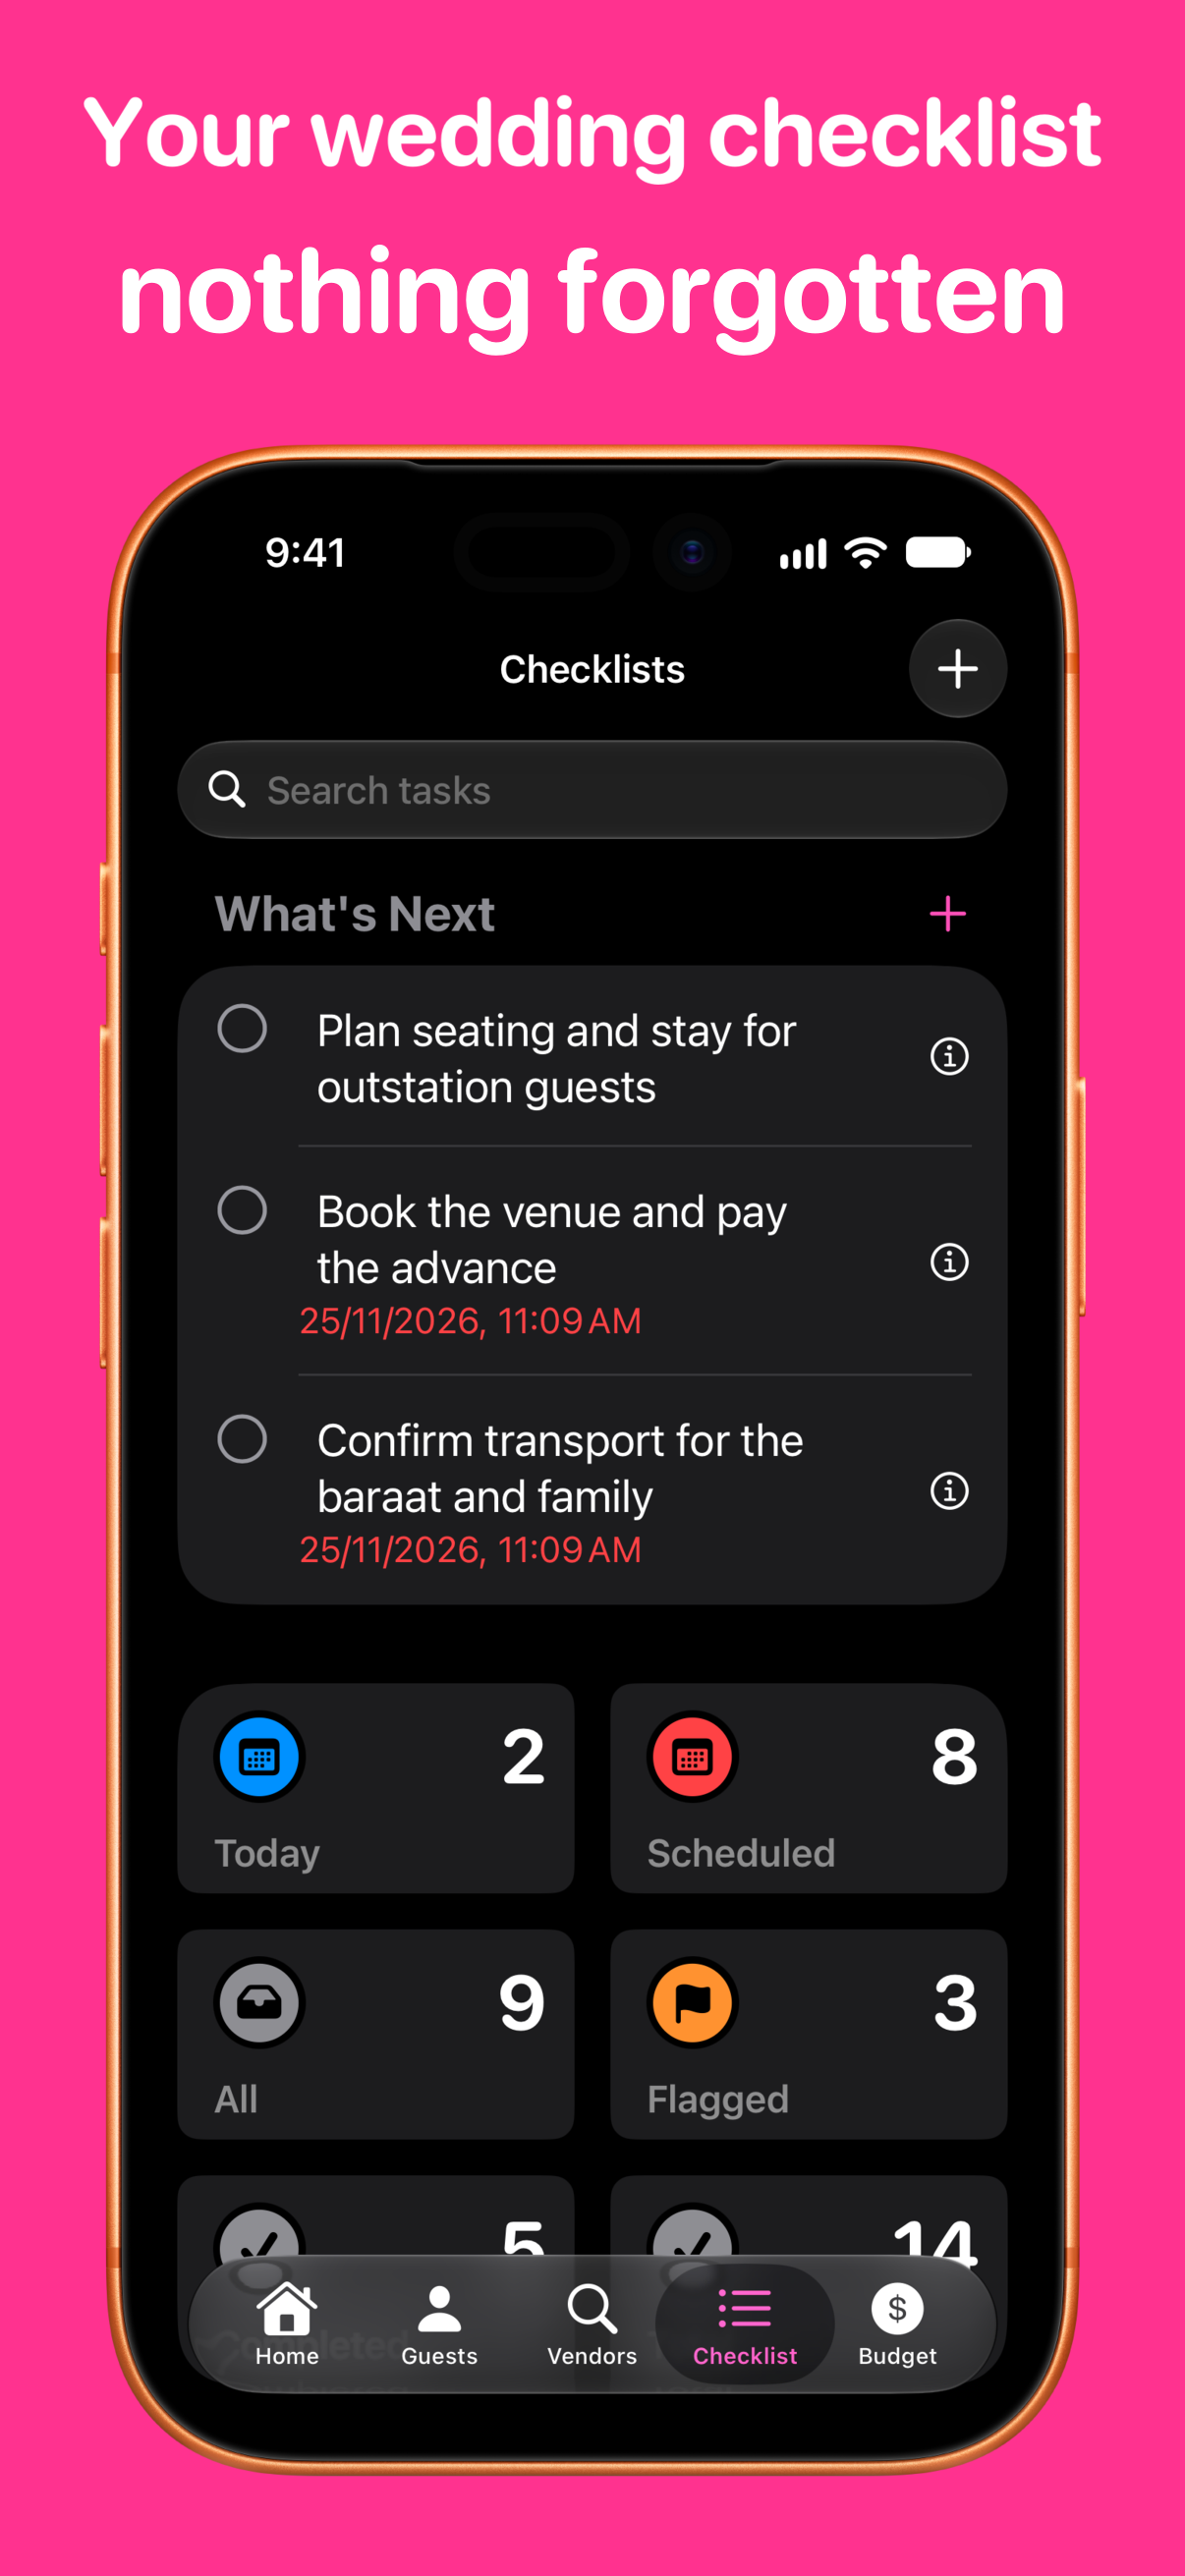 Your wedding checklist
nothing forgotten
9:41
Checklists
Search tasks
What's Next
Plan seating and stay for
outstation guests
Book the venue and pay
the advance
25/11/2026, 11:09 AM
Confirm transport for the
baraat and family
25/11/2026, 11:09 AM
2
8
Today
Scheduled
9
3
All
Flagged
5
14
Completed
Home
Guests
Vendors
Checklist
Budget
$